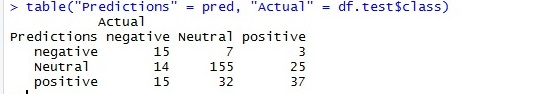 > table("Predictions" = pred, "Actual" = df.test$class)
Actual
Predictions negative Neutral positive
negative 15 7 3
Neutral 14 155 25
positive 15 32 37